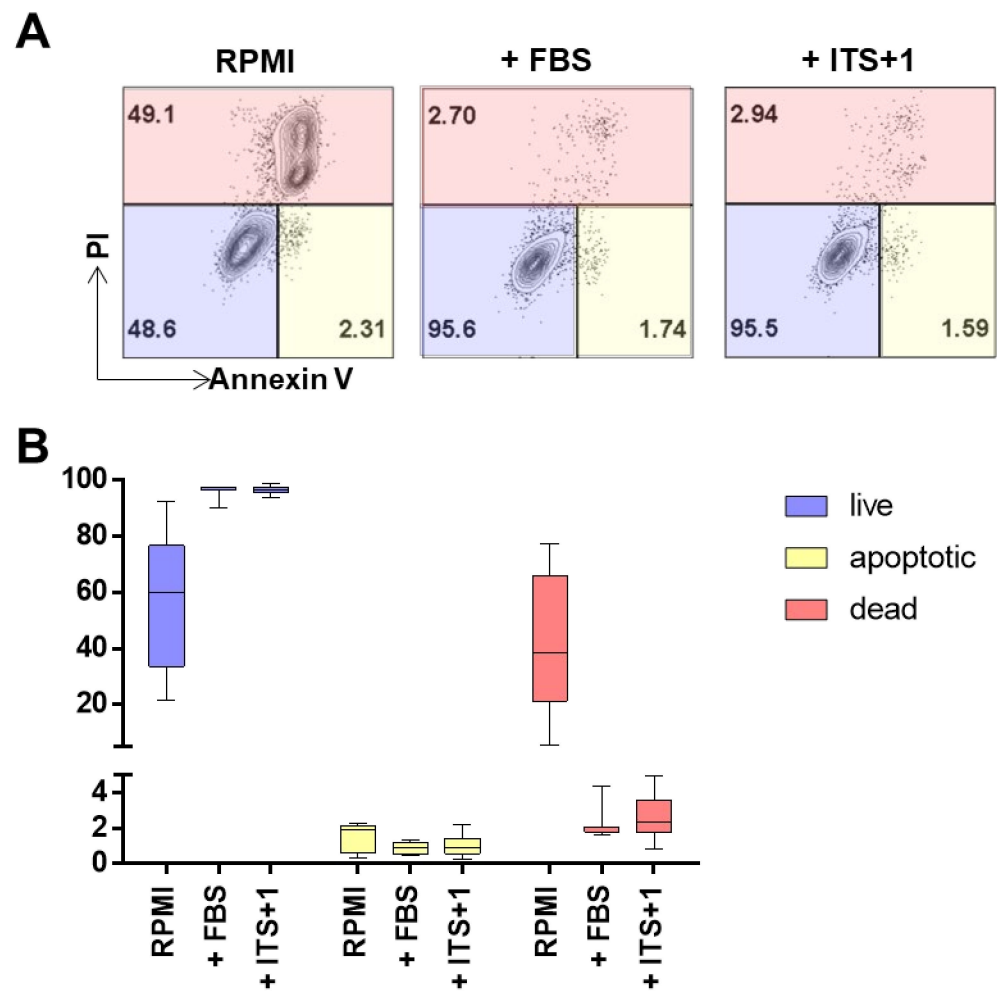 A
RPMI
+ FBS
+ ITS+1
49.1
2.70
2.94
PI
48.6
2.31
95.6
1.74
95.5
1.59
Annexin V
B
100
80
60
40
20
4
2
0
live
apoptotic
dead
RPMI
+ FBS
+ ITS+1
RPMI
+ FBS
+ ITS+1
RPMI
+ FBS
+ ITS+1